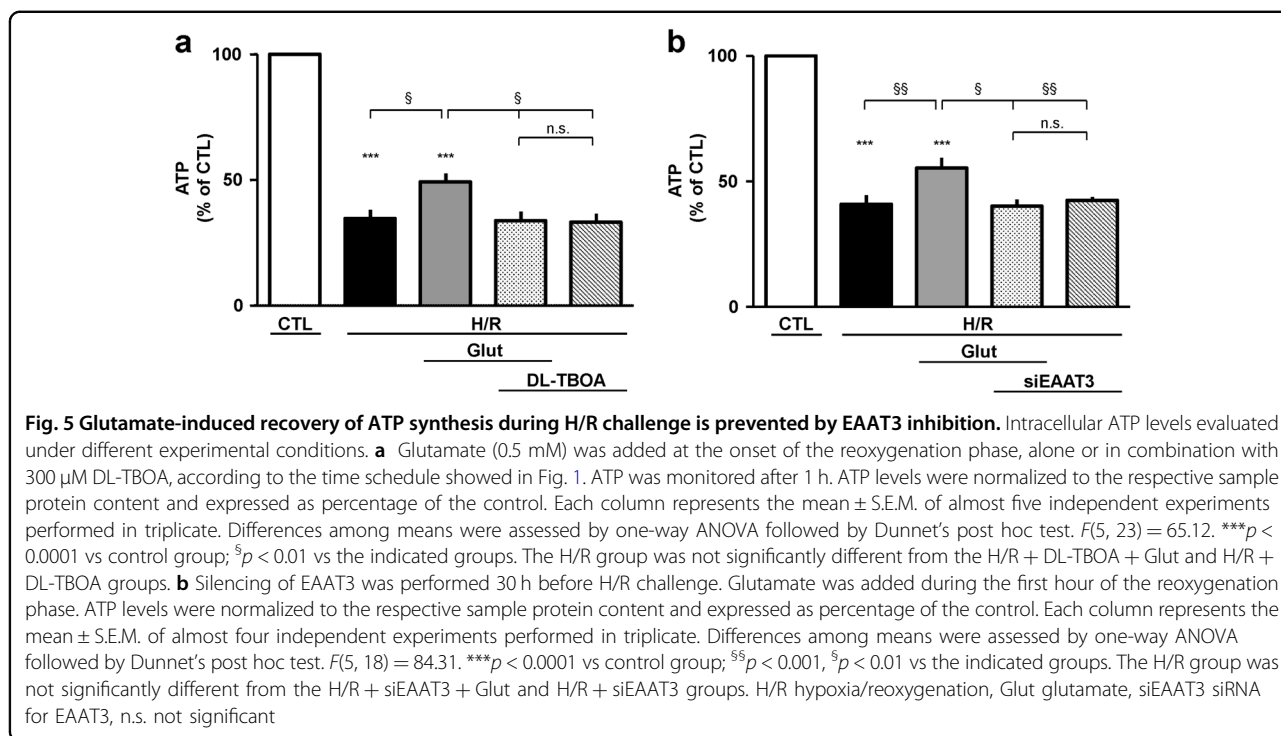 a
b
100
50
0
ATP
(% of CTL)
§
§
n.s.
***
***
CTL
H/R
Glut
DL-TBOA
100
50
0
ATP
(% of CTL)
§§
§
§§
n.s.
***
***
CTL
H/R
Glut
siEAAT3
Fig. 5 Glutamate-induced recovery of ATP synthesis during H/R challenge is prevented by EAAT3 inhibition. Intracellular ATP levels evaluated
under different experimental conditions. a Glutamate (0.5 mM) was added at the onset of the reoxygenation phase, alone or in combination with
300 µM DL-TBOA, according to the time schedule showed in Fig. 1. ATP was monitored after 1 h. ATP levels were normalized to the respective sample
protein content and expressed as percentage of the control. Each column represents the mean ± S.E.M. of almost five independent experiments
performed in triplicate. Differences among means were assessed by one-way ANOVA followed by Dunnet's post hoc test. F(5, 23) = 65.12. ***p <
0.0001 vs control group; §p < 0.01 vs the indicated groups. The H/R group was not significantly different from the H/R + DL-TBOA + Glut and H/R +
DL-TBOA groups. b Silencing of EAAT3 was performed 30 h before H/R challenge. Glutamate was added during the first hour of the reoxygenation
phase. ATP levels were normalized to the respective sample protein content and expressed as percentage of the control. Each column represents the
mean ± S.E.M. of almost four independent experiments performed in triplicate. Differences among means were assessed by one-way ANOVA
followed by Dunnet's post hoc test. F(5, 18) = 84.31. ***p < 0.0001 vs control group; §§p < 0.001, §p < 0.01 vs the indicated groups. The H/R group was
not significantly different from the H/R + siEAAT3 + Glut and H/R + siEAAT3 groups. H/R hypoxia/reoxygenation, Glut glutamate, siEAAT3 siRNA
for EAAT3, n.s. not significant